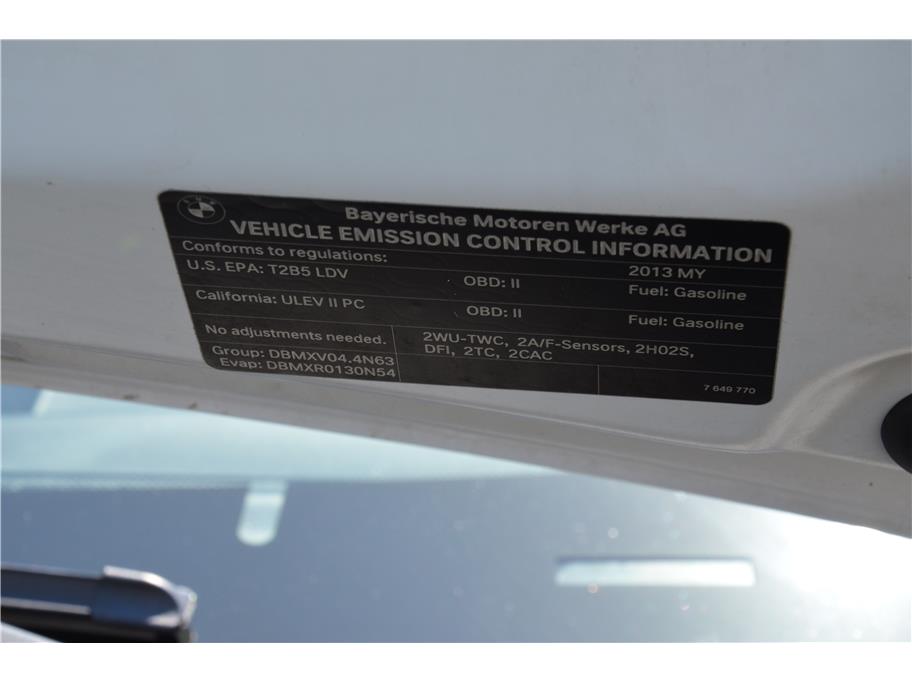 Bayerische Motoren Werke AG
VEHICLE EMISSION CONTROL INFORMATION
Conforms to regulations: 2013 MY
U.S. EPA: T2B5 LDV OBD: II Fuel: Gasoline
California: ULEV II PC OBD: II Fuel: Gasoline
No adjustments needed. 2WU-TWC, 2A/F-Sensors, 2H02S,
DFI, 2TC, 2CAC
Group: DBMXV04.4N63
Evap: DBMXR0130N54
7 649 770